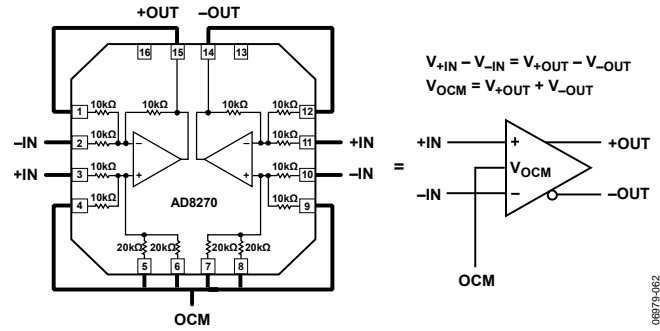 +OUT –OUT
16 15 14 13
10kΩ 10kΩ 10kΩ 10kΩ
1 12
–IN 2 10kΩ – – 10kΩ 11 +IN
+IN 3 10kΩ + + 10kΩ 10 –IN
4 10kΩ AD8270 10kΩ 9
20kΩ 20kΩ 20kΩ 20kΩ
5 6 7 8
OCM
=
V+IN – V–IN = V+OUT – V–OUT
VOCM = V+OUT + V–OUT
+IN + +OUT
VOCM
–IN – –OUT
OCM
06979-062